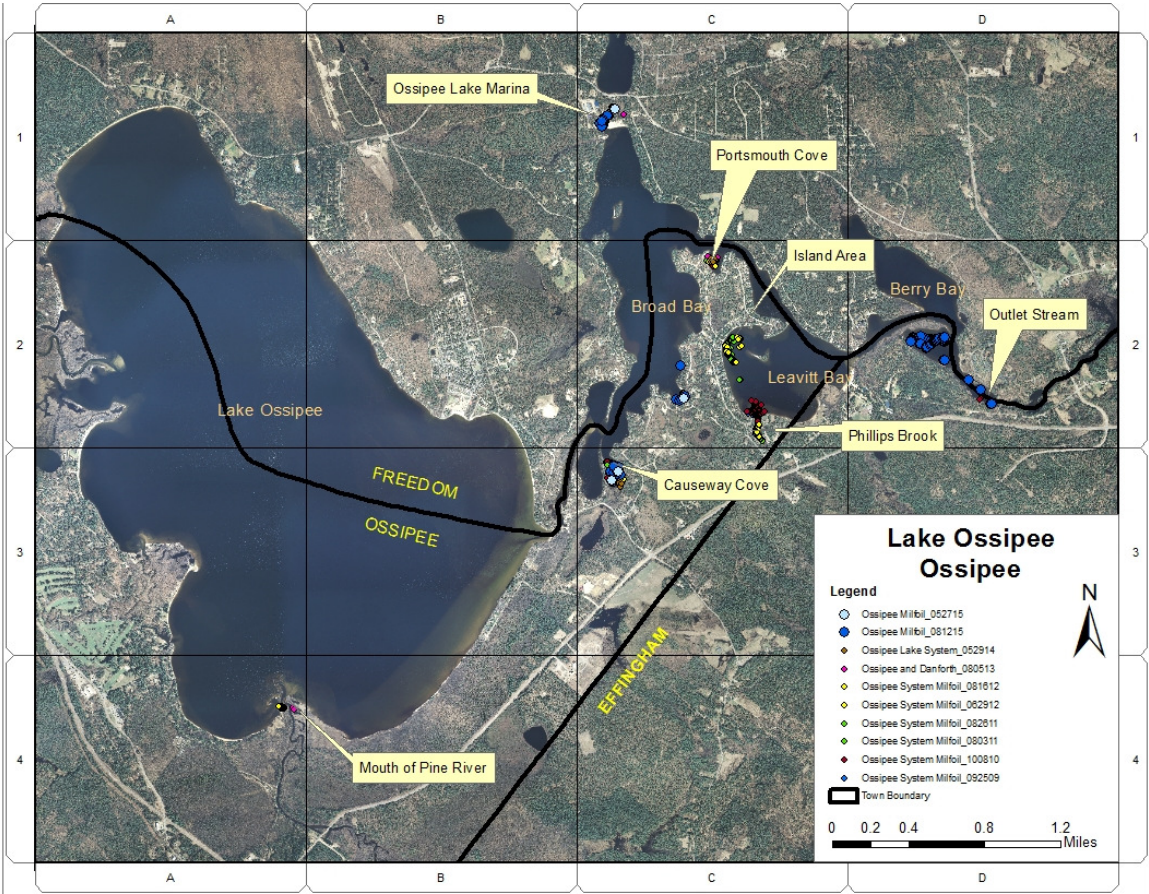 A B C D
1 1
Ossipee Lake Marina
Portsmouth Cove
Island Area
Berry Bay
Broad Bay
Outlet Stream
2 2
Leavitt Bay
Lake Ossipee
Phillips Brook
FREEDOM
Causeway Cove
OSSIPEE
3 3
EFFINGHAM
Mouth of Pine River
4 4
Lake Ossipee
Ossipee
Legend
N
Ossipee Milfoil_052715
Ossipee Milfoil_081215
Ossipee Lake System_052914
Ossipee and Danforth_080513
Ossipee System Milfoil_081612
Ossipee System Milfoil_062912
Ossipee System Milfoil_082611
Ossipee System Milfoil_080311
Ossipee System Milfoil_100810
Ossipee System Milfoil_092509
Town Boundary
0 0.2 0.4 0.8 1.2
Miles
A B C D